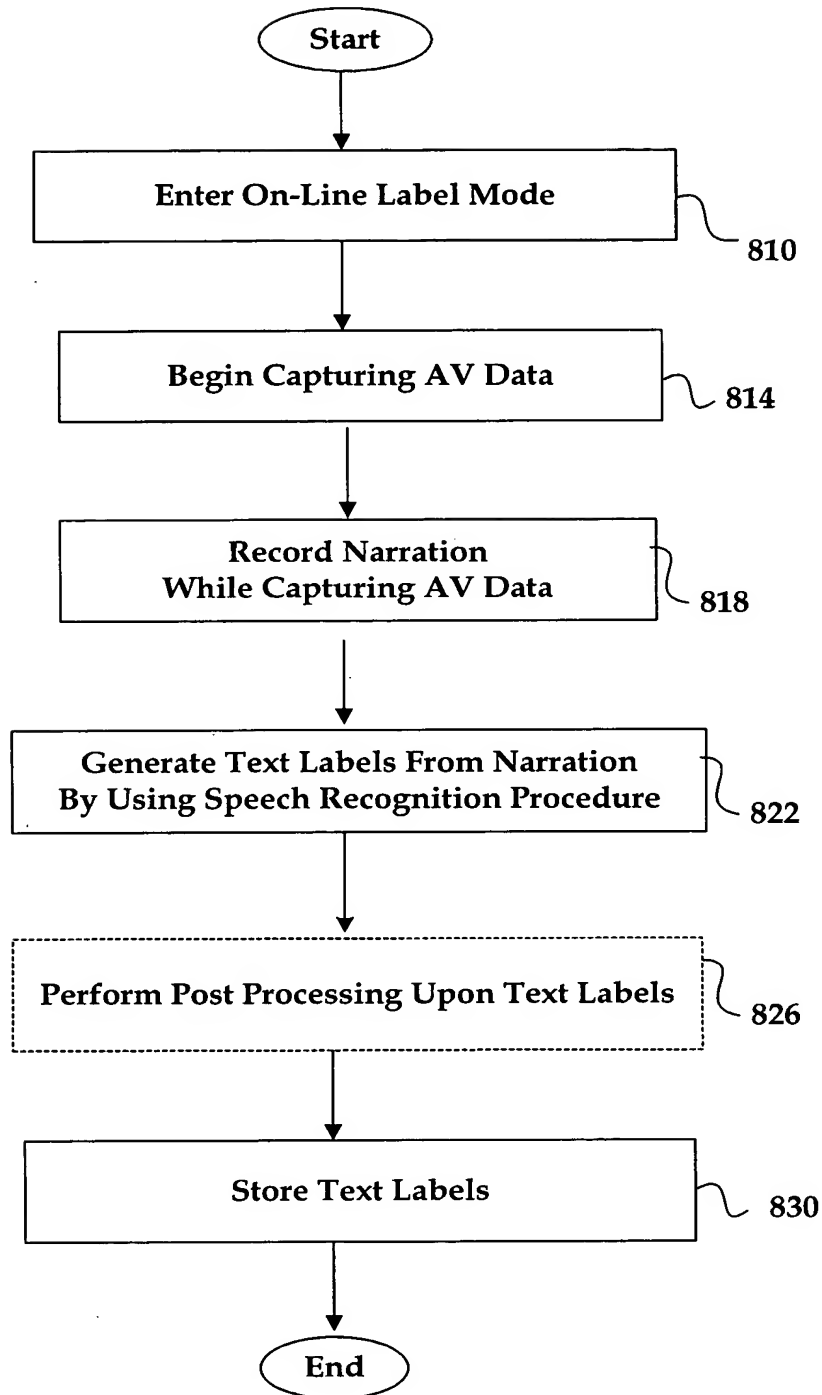 Start
Enter On-Line Label Mode
810
Begin Capturing AV Data
814
Record Narration
While Capturing AV Data
818
Generate Text Labels From Narration
By Using Speech Recognition Procedure
822
Perform Post Processing Upon Text Labels
826
Store Text Labels
830
End